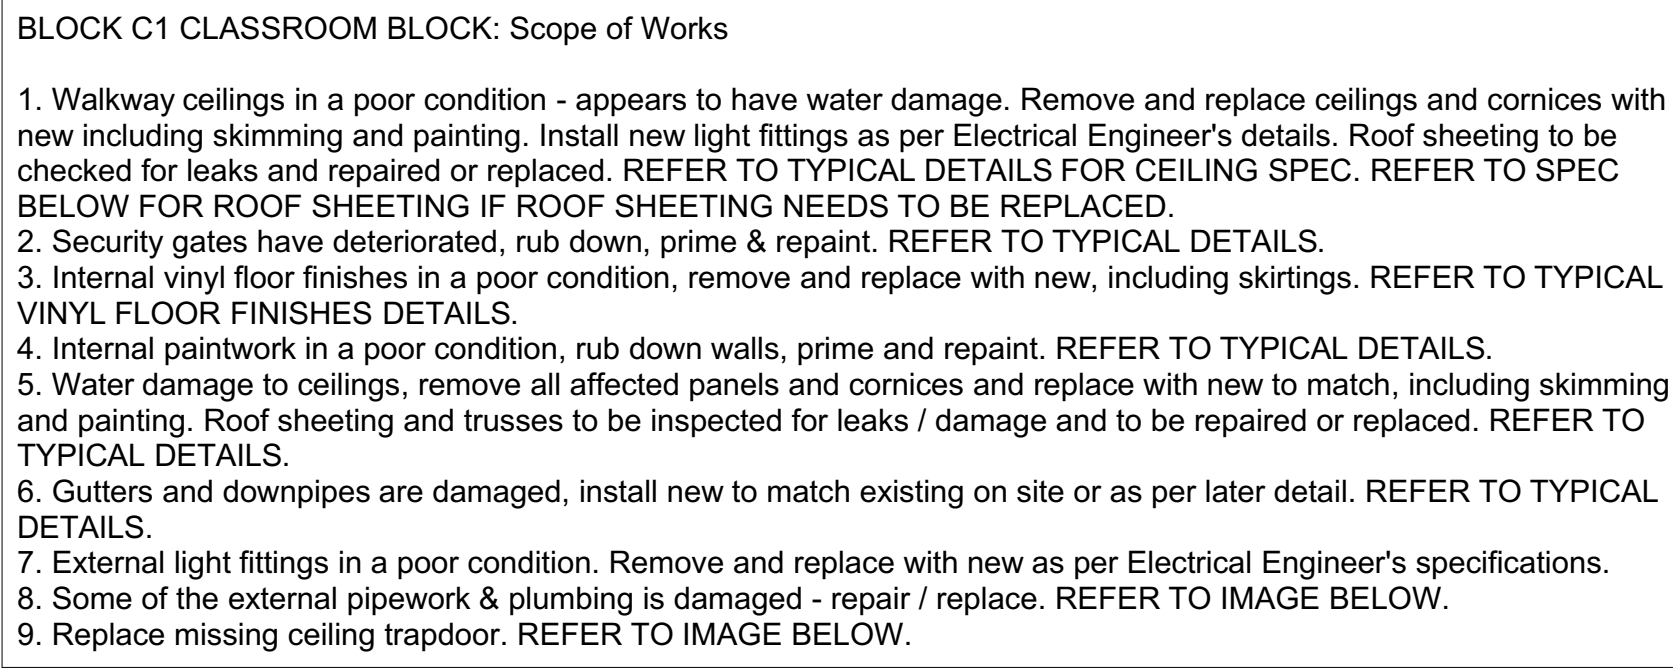 BLOCK C1 CLASSROOM BLOCK: Scope of Works
1. Walkway ceilings in a poor condition - appears to have water damage. Remove and replace ceilings and cornices with
new including skimming and painting. Install new light fittings as per Electrical Engineer's details. Roof sheeting to be
checked for leaks and repaired or replaced. REFER TO TYPICAL DETAILS FOR CEILING SPEC. REFER TO SPEC
BELOW FOR ROOF SHEETING IF ROOF SHEETING NEEDS TO BE REPLACED.
2. Security gates have deteriorated, rub down, prime & repaint. REFER TO TYPICAL DETAILS.
3. Internal vinyl floor finishes in a poor condition, remove and replace with new, including skirtings. REFER TO TYPICAL
VINYL FLOOR FINISHES DETAILS.
4. Internal paintwork in a poor condition, rub down walls, prime and repaint. REFER TO TYPICAL DETAILS.
5. Water damage to ceilings, remove all affected panels and cornices and replace with new to match, including skimming
and painting. Roof sheeting and trusses to be inspected for leaks / damage and to be repaired or replaced. REFER TO
TYPICAL DETAILS.
6. Gutters and downpipes are damaged, install new to match existing on site or as per later detail. REFER TO TYPICAL
DETAILS.
7. External light fittings in a poor condition. Remove and replace with new as per Electrical Engineer's specifications.
8. Some of the external pipework & plumbing is damaged - repair / replace. REFER TO IMAGE BELOW.
9. Replace missing ceiling trapdoor. REFER TO IMAGE BELOW.